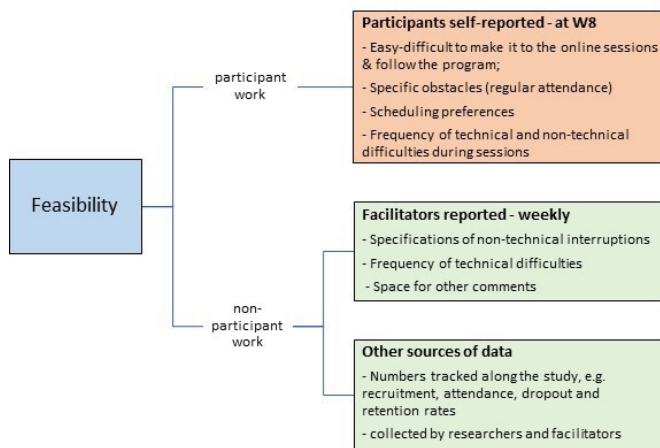 Feasibility
participant
work
Participants self-reported - at W8
- Easy-difficult to make it to the online sessions
& follow the program;
- Specific obstacles (regular attendance)
- Scheduling preferences
- Frequency of technical and non-technical
difficulties during sessions
non-
participant
work
Facilitators reported - weekly
- Specifications of non-technical interruptions
- Frequency of technical difficulties
- Space for other comments
Other sources of data
- Numbers tracked along the study, e.g.
recruitment, attendance, dropout and
retention rates
- collected by researchers and facilitators